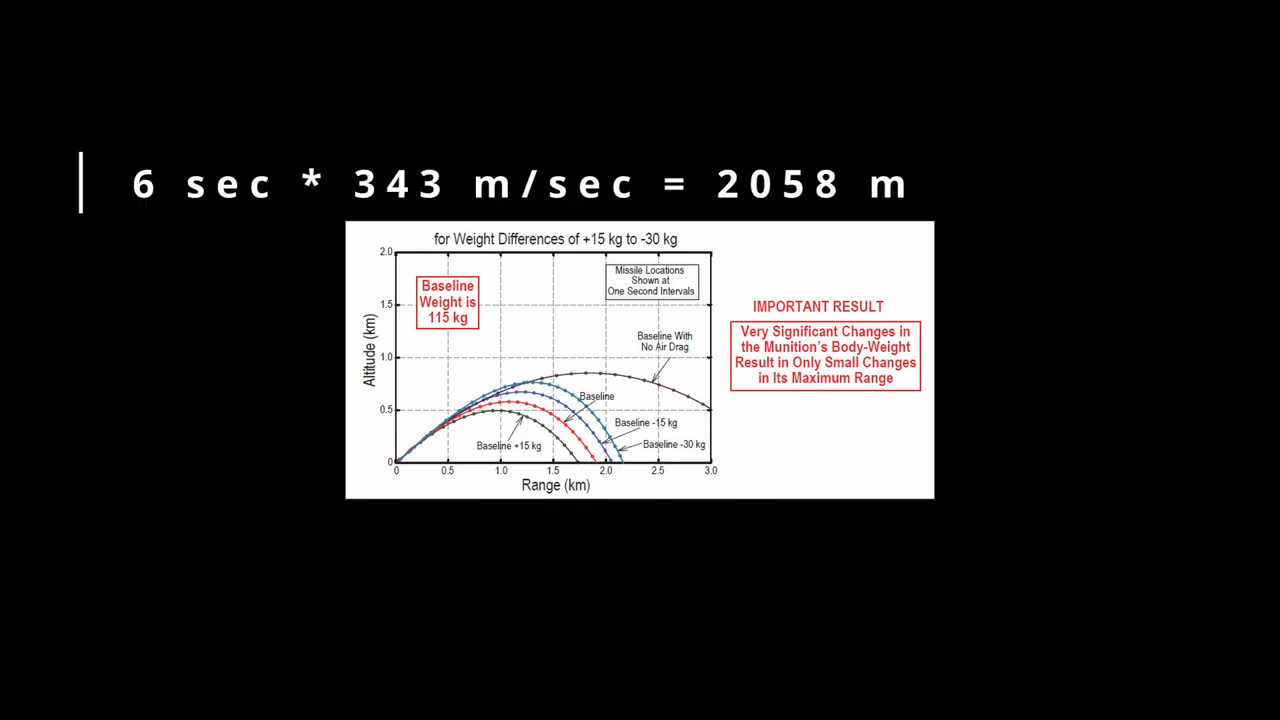 6 sec * 343 m/sec = 2058 m
for Weight Differences of +15 kg to -30 kg
2.0
1.5
1.0
0.5
0
Altitude (km)
Baseline
Weight is
115 kg
Missile Locations
Shown at
One Second Intervals
Baseline With
No Air Drag
Baseline
Baseline -15 kg
Baseline -30 kg
Baseline +15 kg
0 0.5 1.0 1.5 2.0 2.5 3.0
Range (km)
IMPORTANT RESULT
Very Significant Changes in
the Munition's Body-Weight
Result in Only Small Changes
in Its Maximum Range